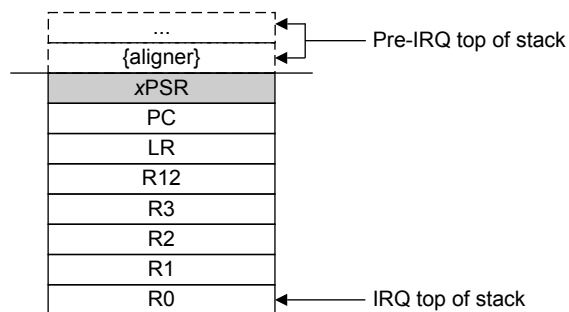 ...
Pre-IRQ top of stack
{aligner}
xPSR
PC
LR
R12
R3
R2
R1
R0
IRQ top of stack